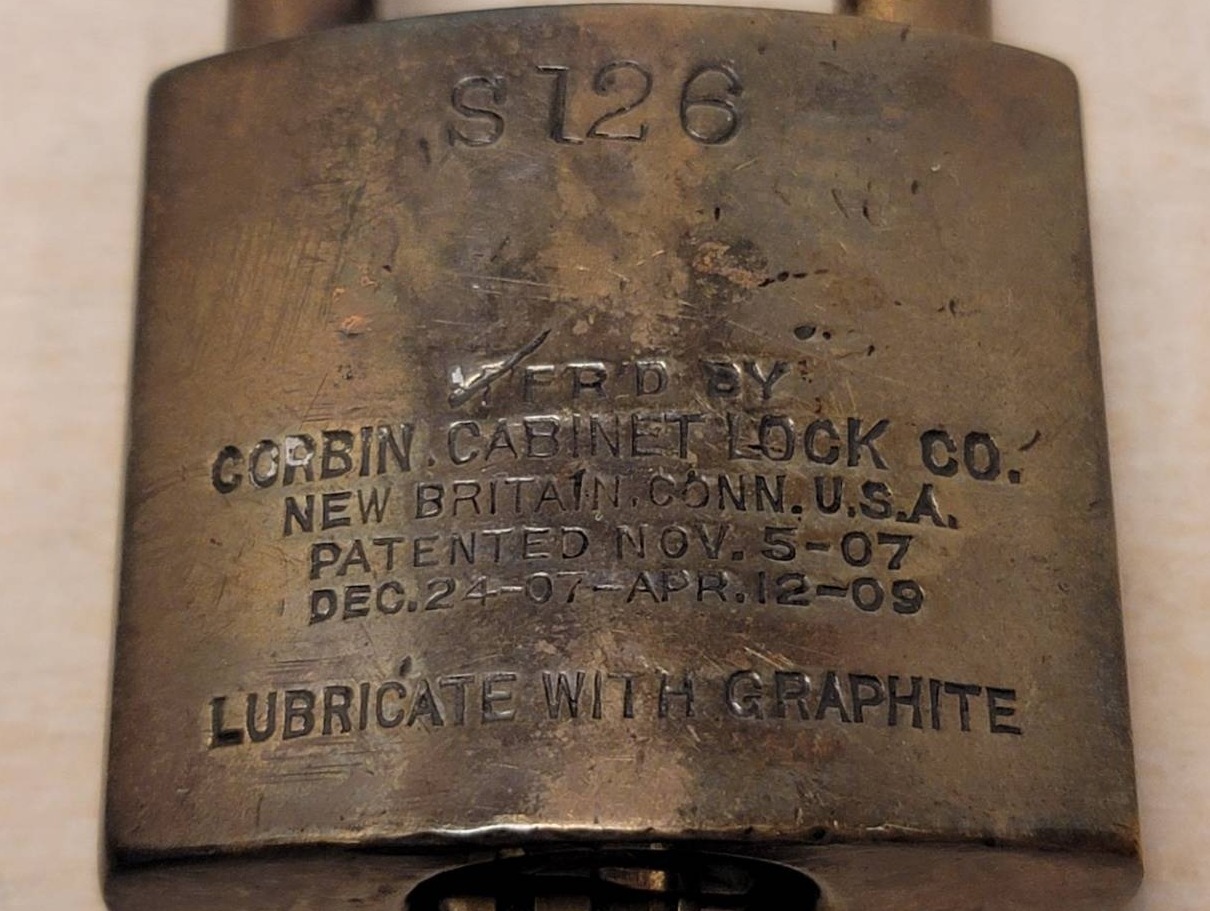 S126
MFR'D BY
CORBIN CABINET LOCK CO.
NEW BRITAIN, CONN. U.S.A.
PATENTED NOV. 5-07
DEC. 24-07-APR. 12-09
LUBRICATE WITH GRAPHITE